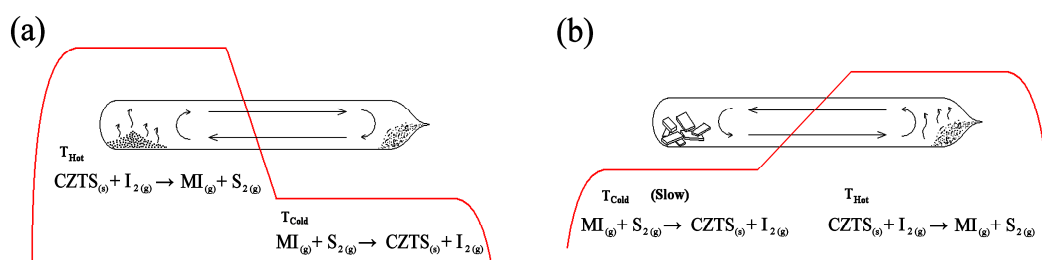 (a)
T_Hot
CZTS(s) + I2(g) → MI(g) + S2(g)
T_Cold
MI(g) + S2(g) → CZTS(s) + I2(g)
(b)
T_Cold (Slow)
MI(g) + S2(g) → CZTS(s) + I2(g)
T_Hot
CZTS(s) + I2(g) → MI(g) + S2(g)